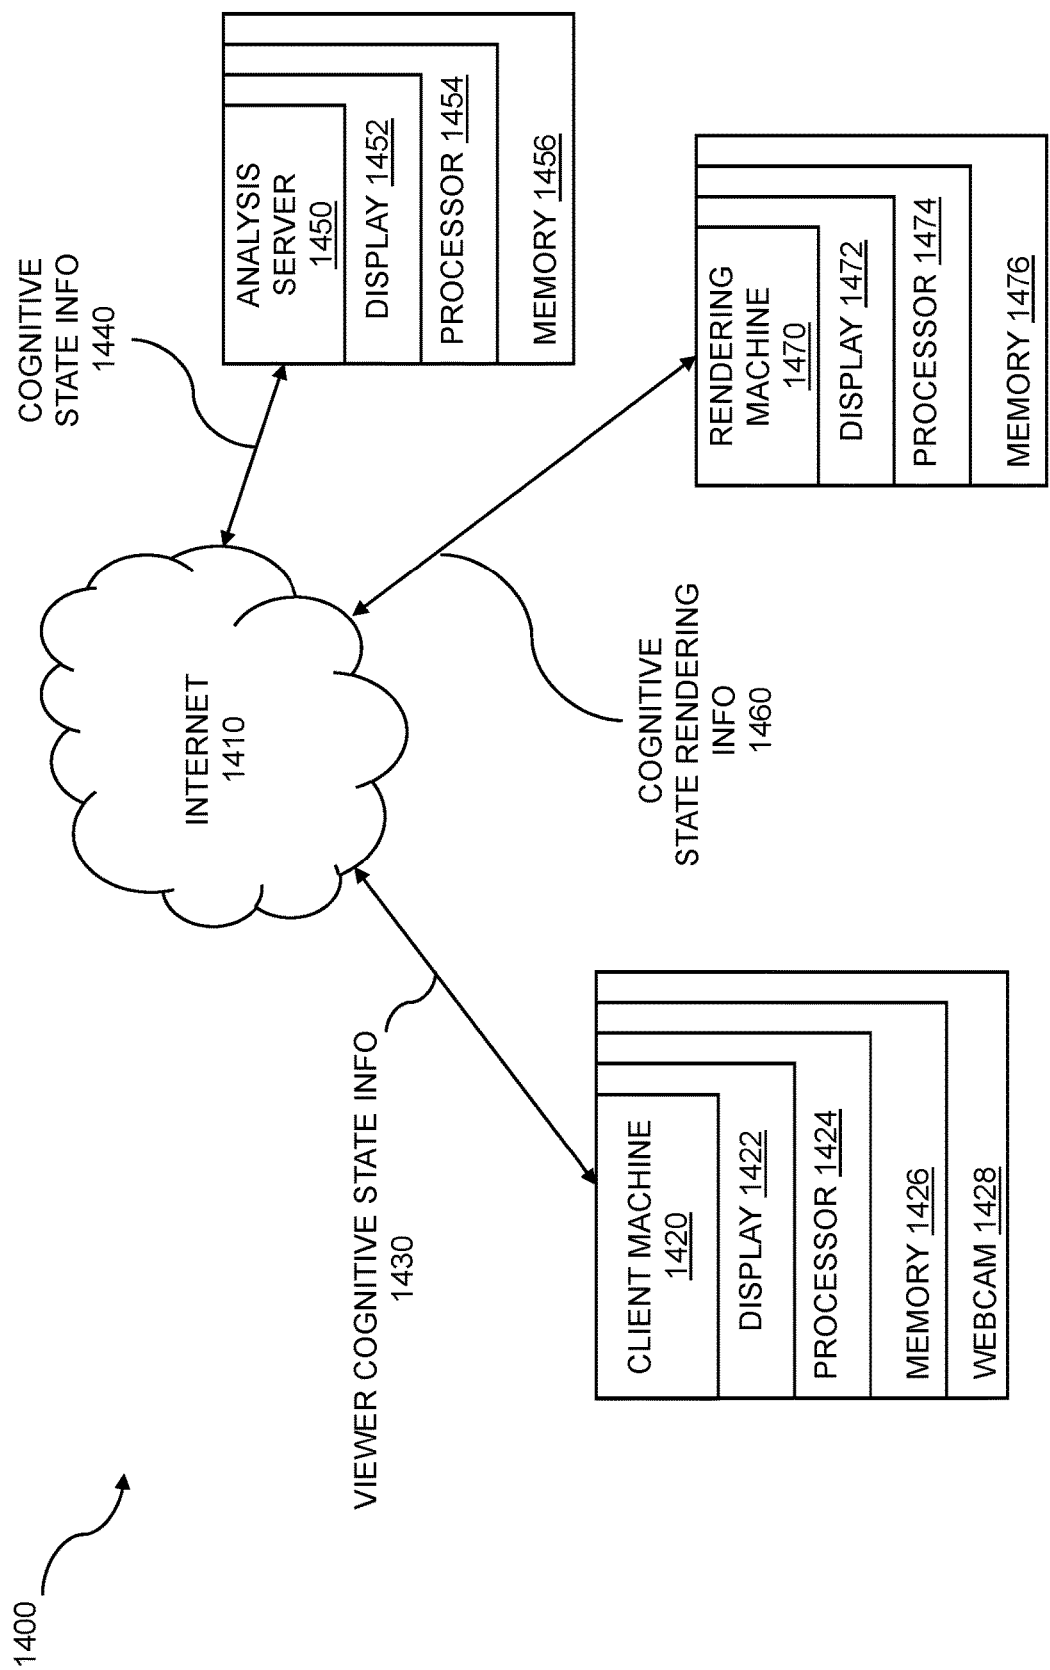 1400
INTERNET
1410
VIEWER COGNITIVE STATE INFO
1430
COGNITIVE
STATE INFO
1440
ANALYSIS
SERVER
1450
DISPLAY 1452
PROCESSOR 1454
MEMORY 1456
CLIENT MACHINE
1420
DISPLAY 1422
PROCESSOR 1424
MEMORY 1426
WEBCAM 1428
COGNITIVE
STATE RENDERING
INFO
1460
RENDERING
MACHINE
1470
DISPLAY 1472
PROCESSOR 1474
MEMORY 1476